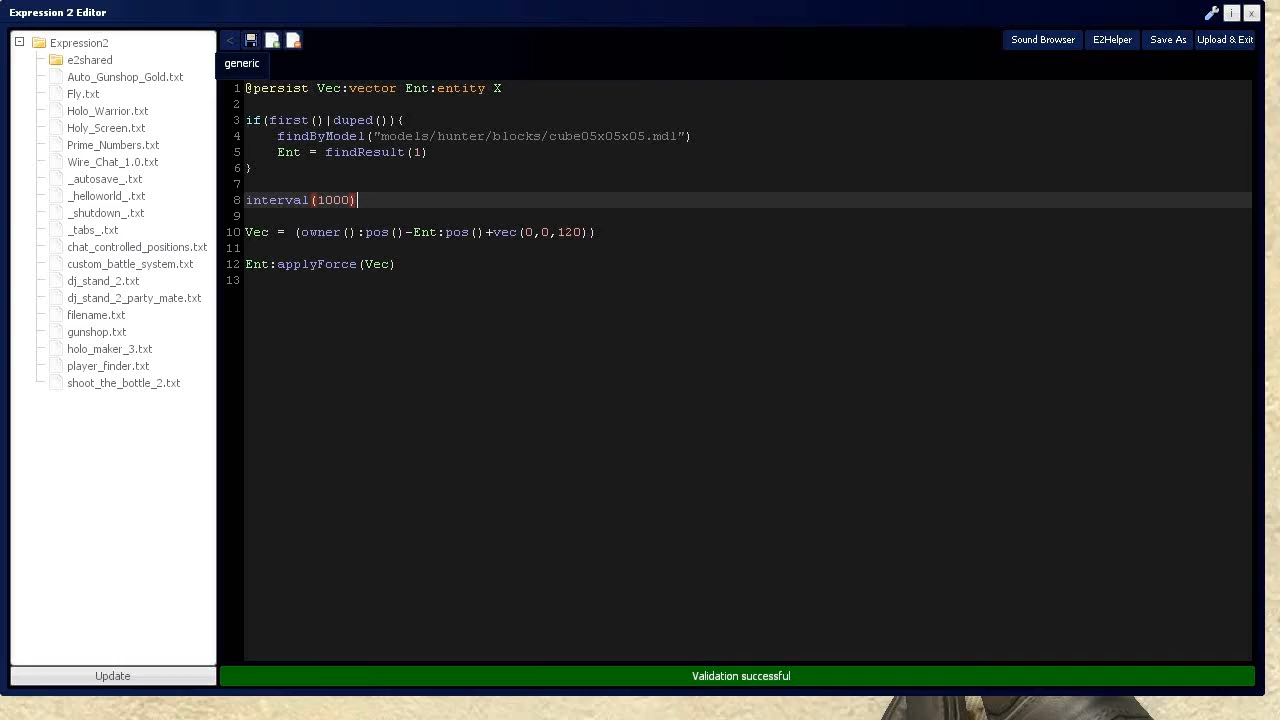 Expression 2 Editor
i
x
Expression2
e2shared
Auto_Gunshop_Gold.txt
Fly.txt
Holo_Warrior.txt
Holy_Screen.txt
Prime_Numbers.txt
Wire_Chat_1.0.txt
_autosave_.txt
_helloworld_.txt
_shutdown_.txt
_tabs_.txt
chat_controlled_positions.txt
custom_battle_system.txt
dj_stand_2.txt
dj_stand_2_party_mate.txt
filename.txt
gunshop.txt
holo_maker_3.txt
player_finder.txt
shoot_the_bottle_2.txt
Update
< Sound Browser E2Helper Save As Upload & Exit
generic
1 @persist Vec:vector Ent:entity X
2
3 if(first()|duped()){
4 findByModel("models/hunter/blocks/cube05x05x05.mdl")
5 Ent = findResult(1)
6 }
7
8 interval(1000)
9
10 Vec = (owner():pos()-Ent:pos()+vec(0,0,120))
11
12 Ent:applyForce(Vec)
13
Validation successful